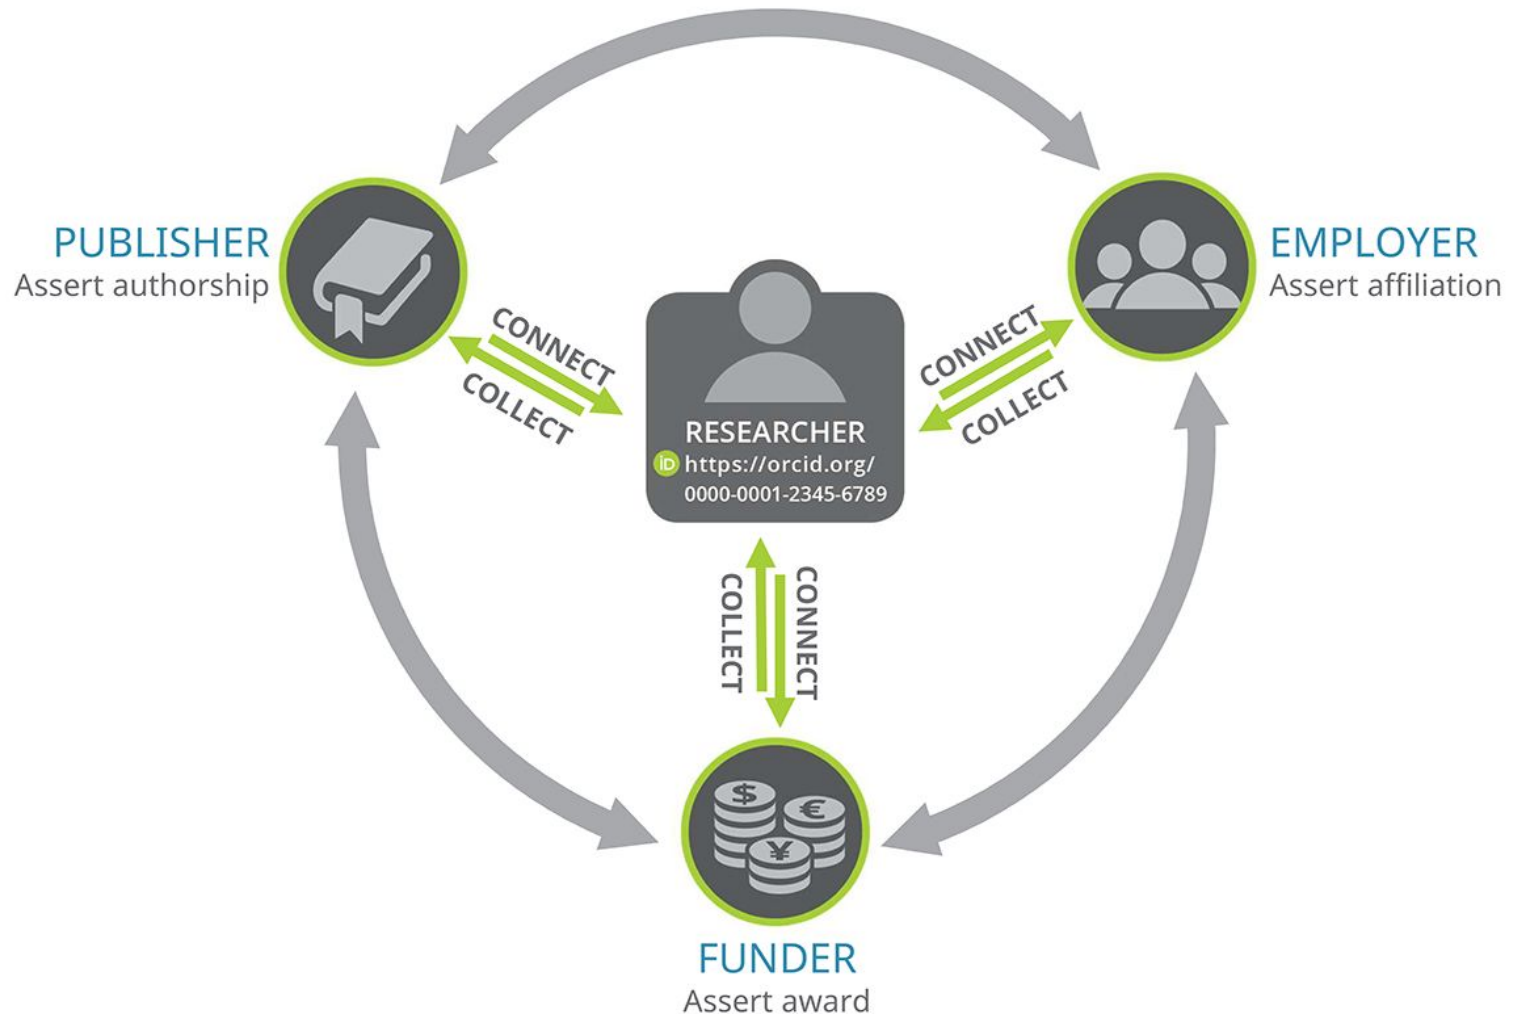 PUBLISHER
Assert authorship
EMPLOYER
Assert affiliation
CONNECT
COLLECT
CONNECT
COLLECT
RESEARCHER
iD https://orcid.org/
0000-0001-2345-6789
COLLECT
CONNECT
$
€
¥
FUNDER
Assert award